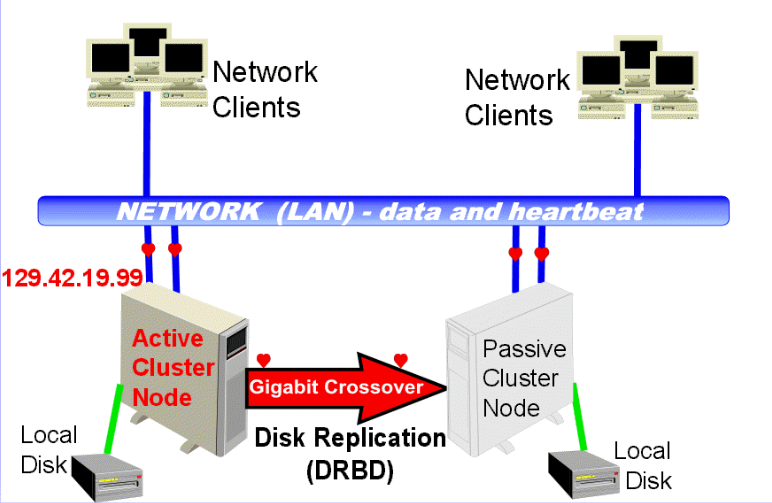 Network
Clients
Network
Clients
NETWORK (LAN) - data and heartbeat
129.42.19.99
Active
Cluster
Node
Gigabit Crossover
Passive
Cluster
Node
Disk Replication
(DRBD)
Local
Disk
Local
Disk